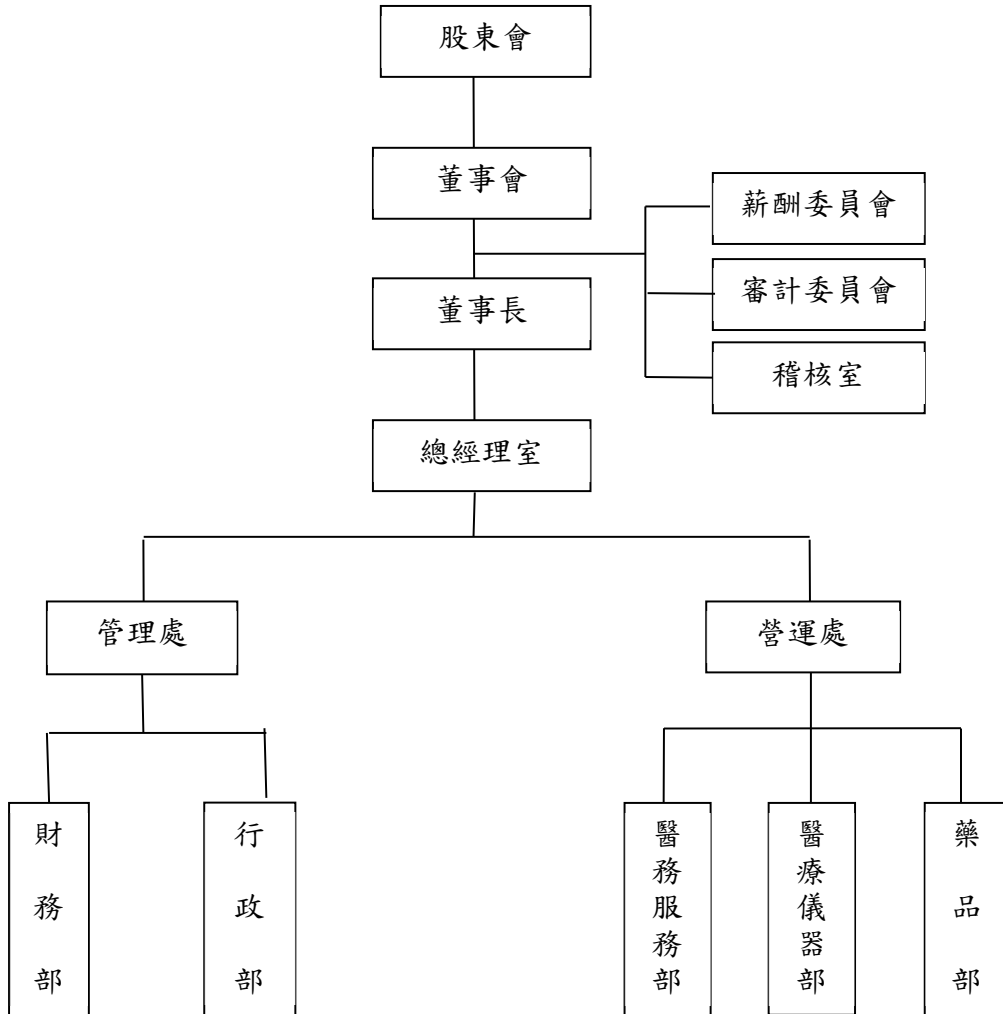 股東會
董事會
薪酬委員會
審計委員會
董事長
稽核室
總經理室
管理處
營運處
財務部
行政部
醫務服務部
醫療儀器部
藥品部